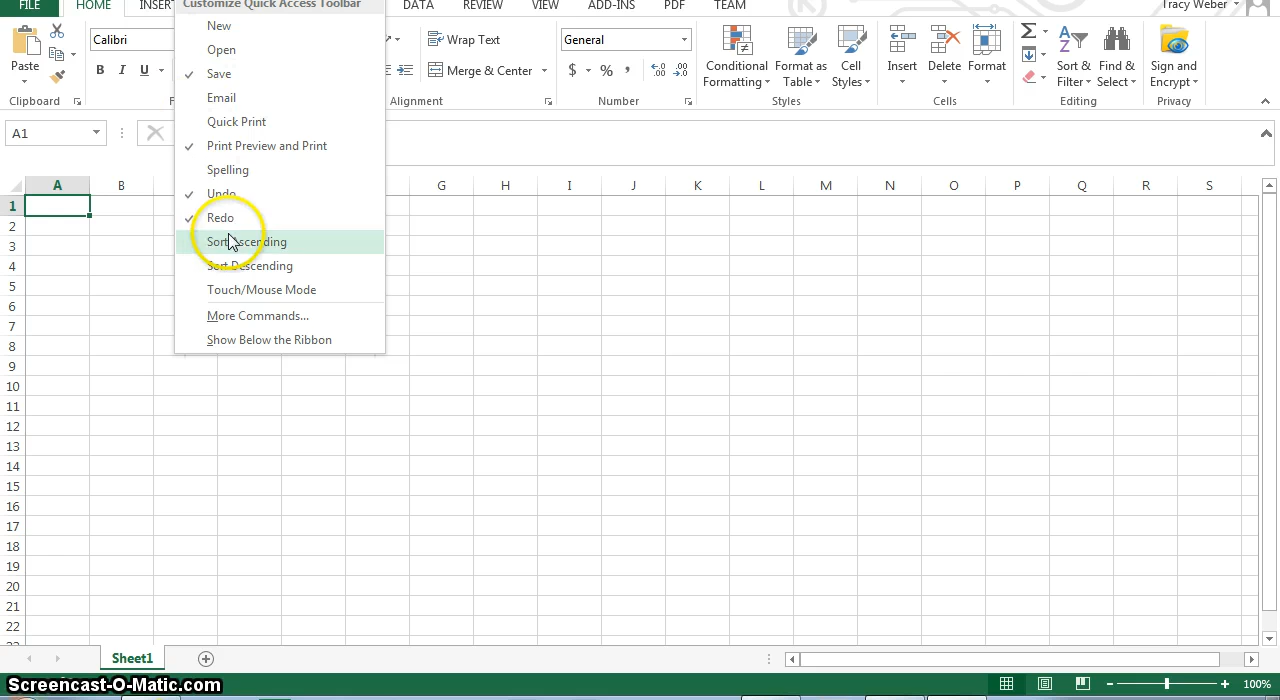 FILE HOME INSERT DATA REVIEW VIEW ADD-INS PDF TEAM Tracy Weber
Customize Quick Access Toolbar
New
Open
Save
Email
Quick Print
Print Preview and Print
Spelling
Undo
Redo
Sort Ascending
Sort Descending
Touch/Mouse Mode
More Commands...
Show Below the Ribbon
Paste
Clipboard
Calibri
B I U
Wrap Text
Merge & Center
Alignment
General
$ % ,
Number
Conditional Formatting
Format as Table
Cell Styles
Styles
Insert Delete Format
Cells
Sort & Filter
Find & Select
Editing
Sign and Encrypt
Privacy
A1
A B G H I J K L M N O P Q R S
1
2
3
4
5
6
7
8
9
10
11
12
13
14
15
16
17
18
19
20
21
22
Sheet1
100%
Screencast-O-Matic.com